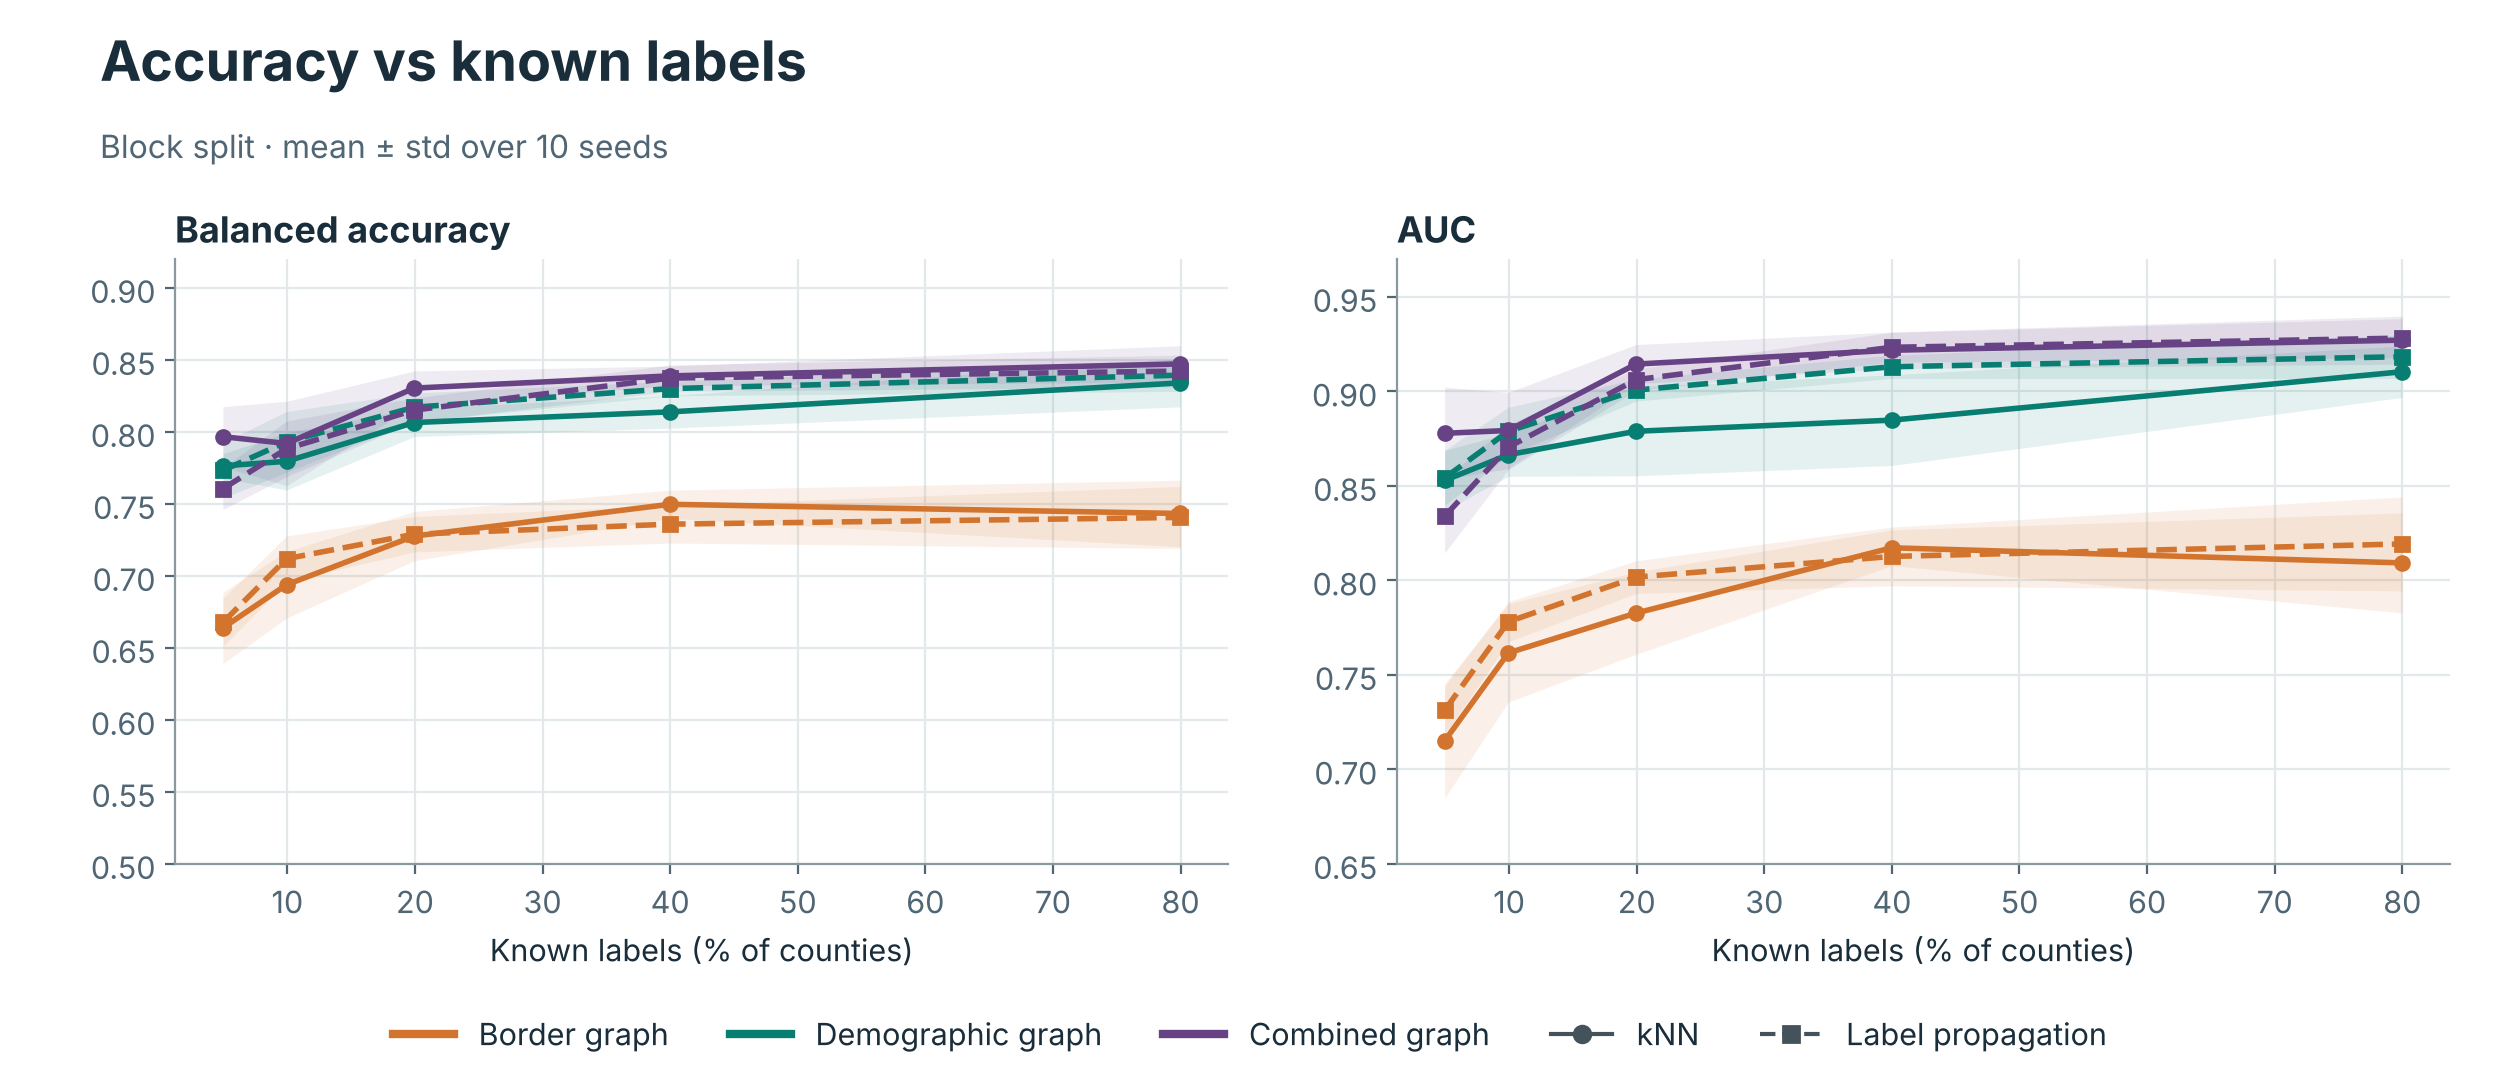 Accuracy vs known labels
Block split · mean ± std over 10 seeds
Balanced accuracy
0.90
0.85
0.80
0.75
0.70
0.65
0.60
0.55
0.50
10 20 30 40 50 60 70 80
Known labels (% of counties)
AUC
0.95
0.90
0.85
0.80
0.75
0.70
0.65
10 20 30 40 50 60 70 80
Known labels (% of counties)
Border graph Demographic graph Combined graph kNN Label propagation